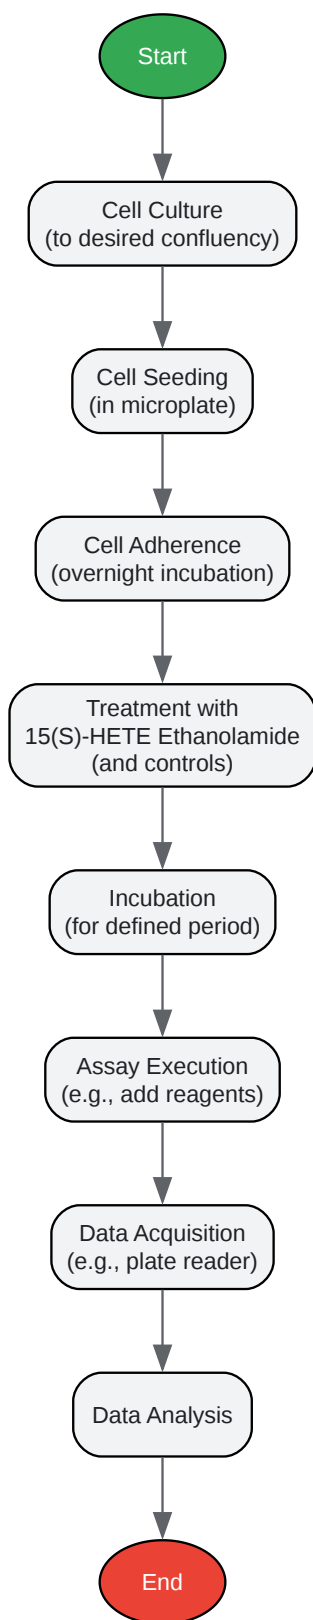 Start
Cell Culture
(to desired confluency)
Cell Seeding
(in microplate)
Cell Adherence
(overnight incubation)
Treatment with
15(S)-HETE Ethanolamide
(and controls)
Incubation
(for defined period)
Assay Execution
(e.g., add reagents)
Data Acquisition
(e.g., plate reader)
Data Analysis
End